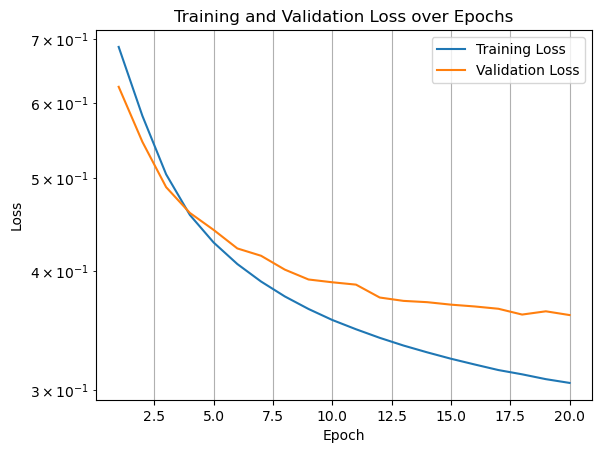 Training and Validation Loss over Epochs
7 × 10⁻¹
6 × 10⁻¹
5 × 10⁻¹
4 × 10⁻¹
3 × 10⁻¹
Loss
Training Loss
Validation Loss
2.5 5.0 7.5 10.0 12.5 15.0 17.5 20.0
Epoch